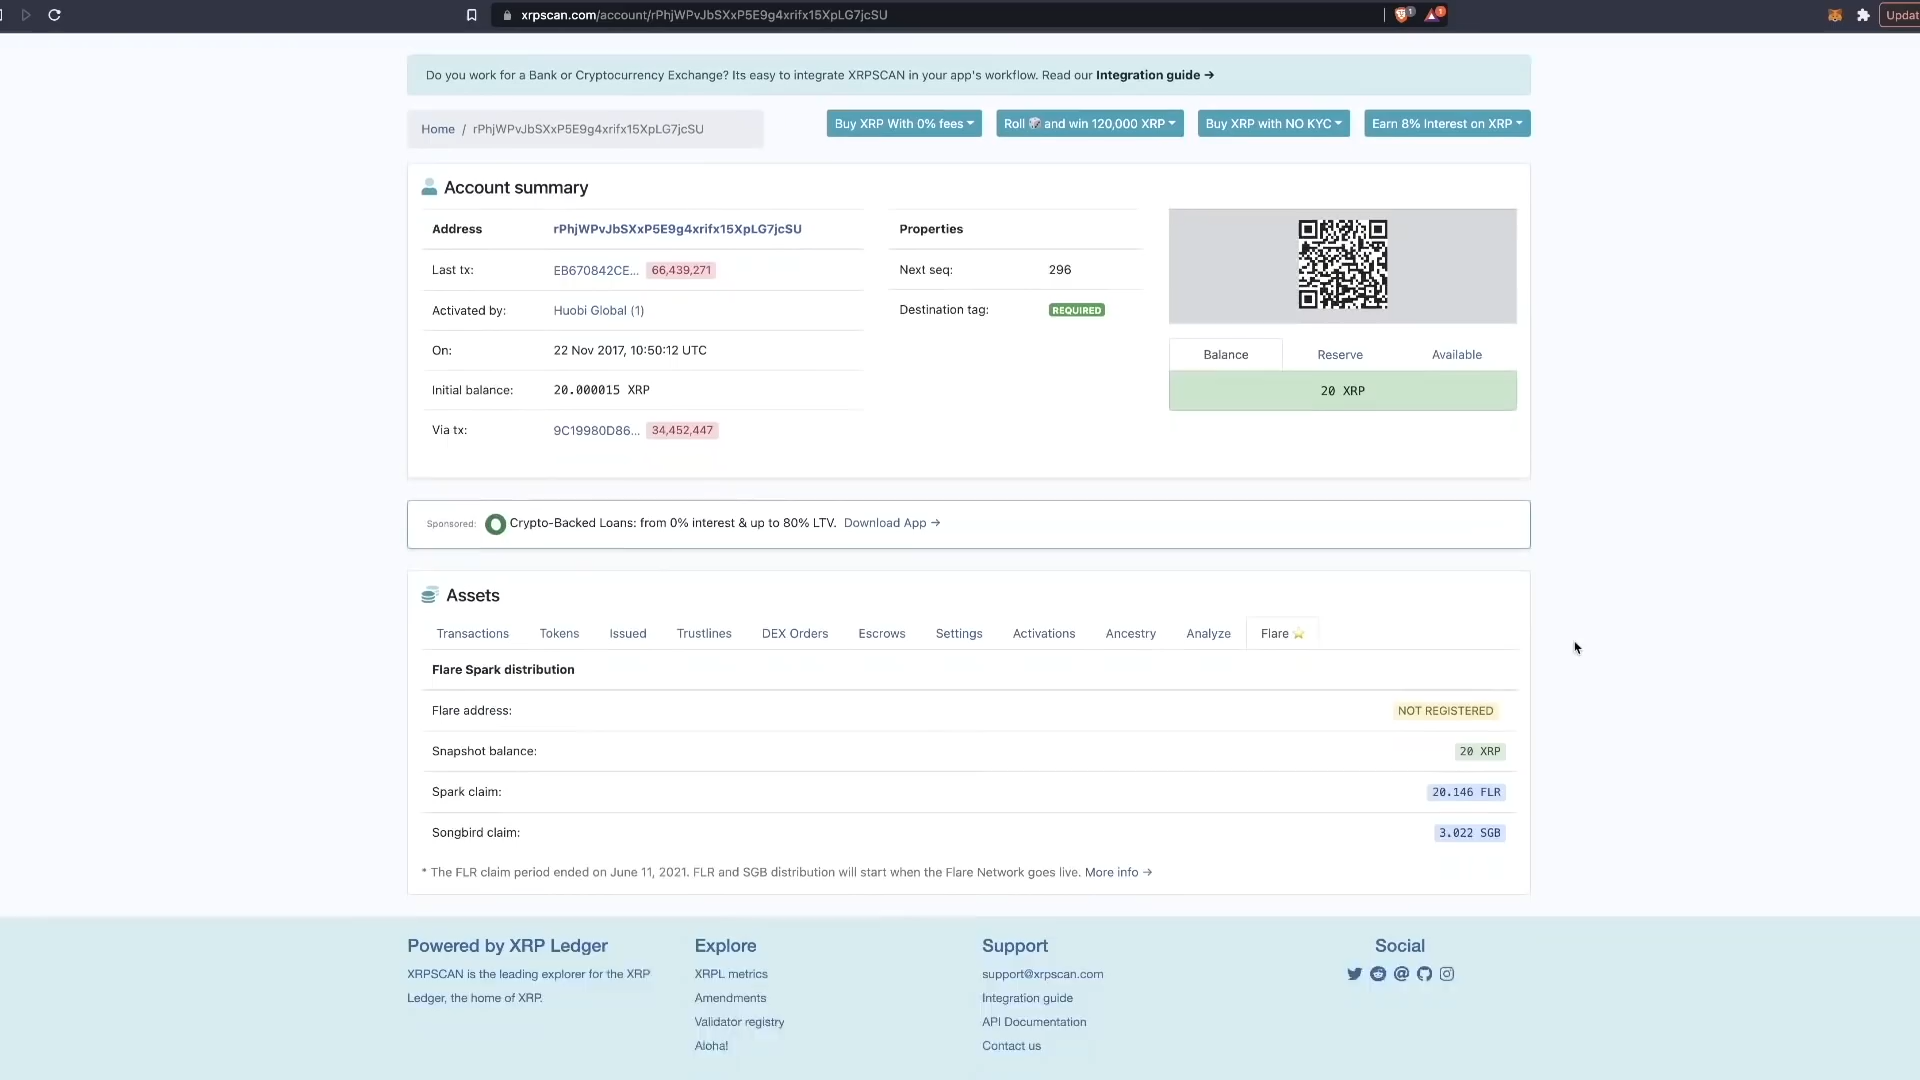 xrpscan.com/account/rPhjWPvJbSXxP5E9g4xrifx15XpLG7jcSU
1
1
Updat
Do you work for a Bank or Cryptocurrency Exchange? Its easy to integrate XRPSCAN in your app's workflow. Read our Integration guide →
Home / rPhjWPvJbSXxP5E9g4xrifx15XpLG7jcSU
Buy XRP With 0% fees
Roll 🎲 and win 120,000 XRP
Buy XRP with NO KYC
Earn 8% Interest on XRP
Account summary
Address rPhjWPvJbSXxP5E9g4xrifx15XpLG7jcSU
Last tx: EB670842CE... 66,439,271
Activated by: Huobi Global (1)
On: 22 Nov 2017, 10:50:12 UTC
Initial balance: 20.000015 XRP
Via tx: 9C19980D86... 34,452,447
Properties
Next seq: 296
Destination tag: REQUIRED
Balance Reserve Available
20 XRP
Sponsored: Crypto-Backed Loans: from 0% interest & up to 80% LTV. Download App →
Assets
Transactions Tokens Issued Trustlines DEX Orders Escrows Settings Activations Ancestry Analyze Flare ⭐
Flare Spark distribution
Flare address: NOT REGISTERED
Snapshot balance: 20 XRP
Spark claim: 20.146 FLR
Songbird claim: 3.022 SGB
* The FLR claim period ended on June 11, 2021. FLR and SGB distribution will start when the Flare Network goes live. More info →
Powered by XRP Ledger
XRPSCAN is the leading explorer for the XRP
Ledger, the home of XRP.
Explore
XRPL metrics
Amendments
Validator registry
Aloha!
Support
support@xrpscan.com
Integration guide
API Documentation
Contact us
Social